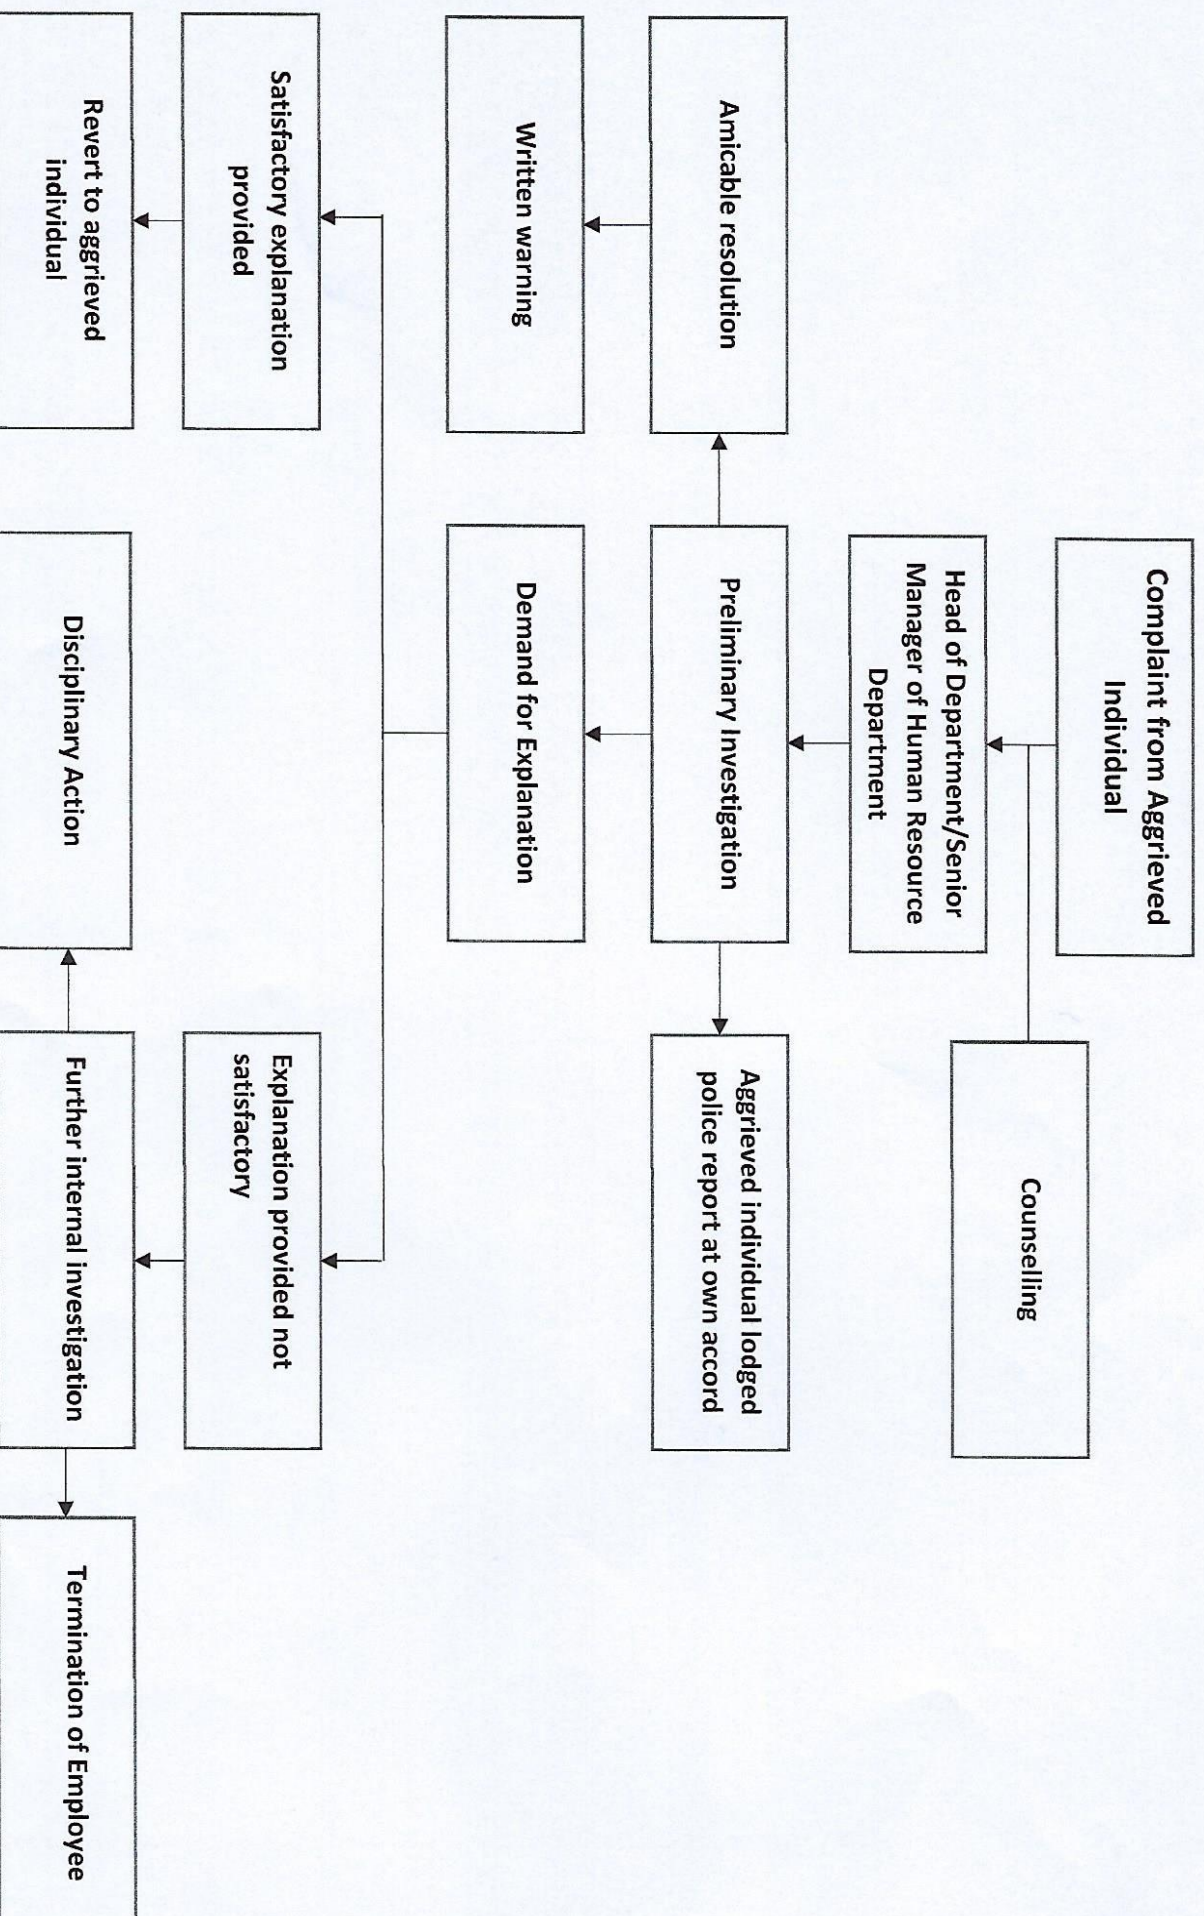 Complaint from Aggrieved
Individual
Counselling
Head of Department/Senior
Manager of Human Resource
Department
Amicable resolution
Preliminary Investigation
Aggrieved individual lodged
police report at own accord
Written warning
Demand for Explanation
Satisfactory explanation
provided
Explanation provided not
satisfactory
Revert to aggrieved
individual
Disciplinary Action
Further internal investigation
Termination of Employee